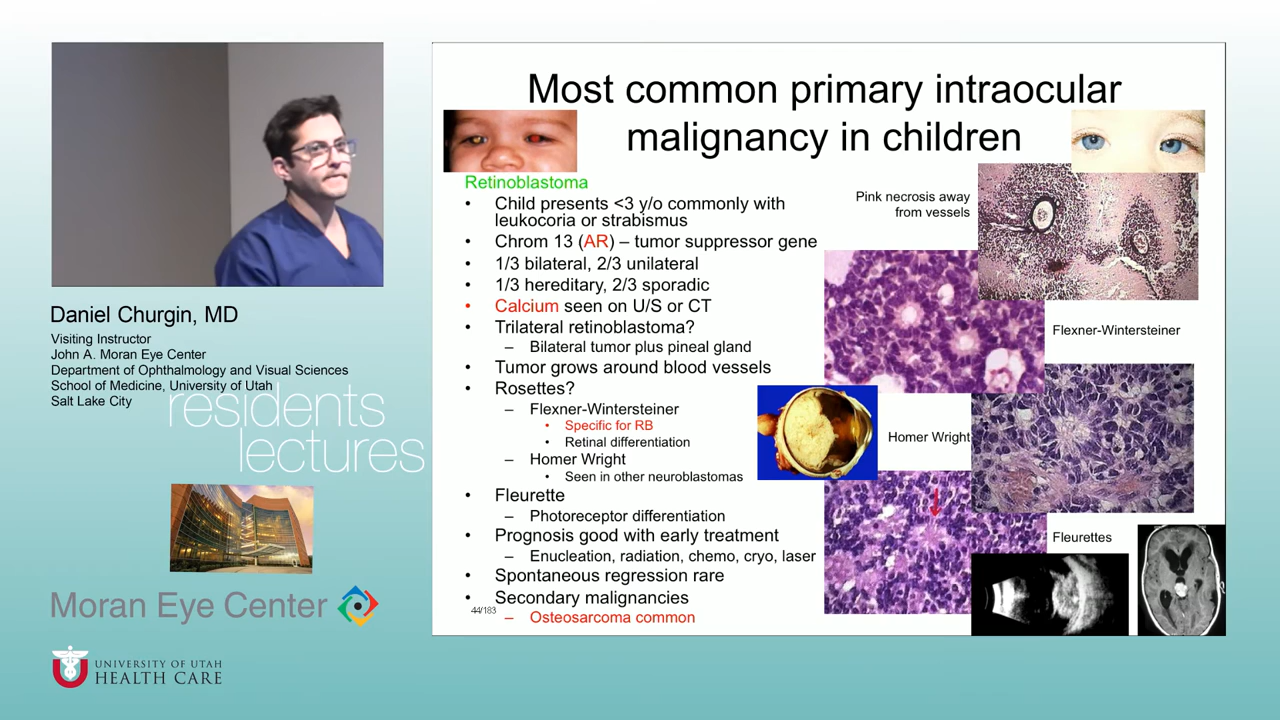 Most common primary intraocular
malignancy in children
Retinoblastoma
• Child presents <3 y/o commonly with
leukocoria or strabismus
• Chrom 13 (AR) – tumor suppressor gene
• 1/3 bilateral, 2/3 unilateral
• 1/3 hereditary, 2/3 sporadic
• Calcium seen on U/S or CT
• Trilateral retinoblastoma?
– Bilateral tumor plus pineal gland
• Tumor grows around blood vessels
• Rosettes?
– Flexner-Wintersteiner
• Specific for RB
• Retinal differentiation
– Homer Wright
• Seen in other neuroblastomas
• Fleurette
– Photoreceptor differentiation
• Prognosis good with early treatment
– Enucleation, radiation, chemo, cryo, laser
• Spontaneous regression rare
• Secondary malignancies
– Osteosarcoma common
44/183
Pink necrosis away
from vessels
Flexner-Wintersteiner
Homer Wright
Fleurettes
Daniel Churgin, MD
Visiting Instructor
John A. Moran Eye Center
Department of Ophthalmology and Visual Sciences
School of Medicine, University of Utah
Salt Lake City
residents
lectures
Moran Eye Center
UNIVERSITY OF UTAH
HEALTH CARE